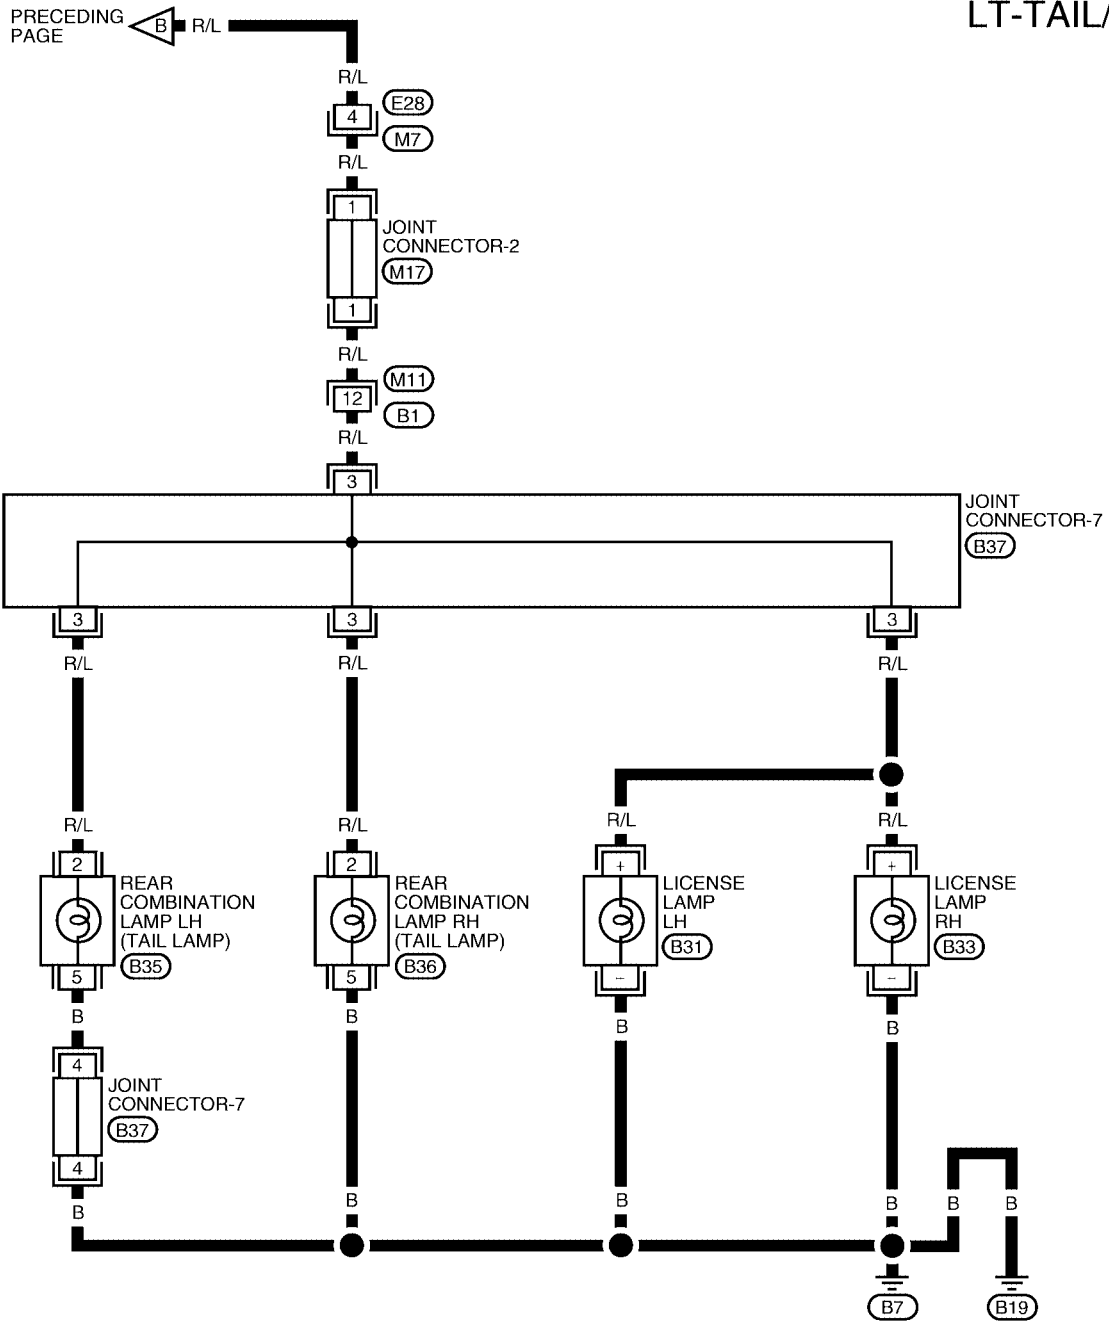 LT-TAIL/
PRECEDING
PAGE
B
R/L
R/L
4
E28
M7
R/L
1
JOINT
CONNECTOR-2
M17
1
R/L
M11
12
B1
R/L
3
JOINT
CONNECTOR-7
B37
3
3
3
R/L
R/L
R/L
R/L
R/L
R/L
R/L
2
2
+
+
REAR
COMBINATION
LAMP LH
(TAIL LAMP)
B35
REAR
COMBINATION
LAMP RH
(TAIL LAMP)
B36
LICENSE
LAMP
LH
B31
LICENSE
LAMP
RH
B33
5
5
-
-
B
B
B
B
4
JOINT
CONNECTOR-7
B37
4
B
B
B
B
B
B
B7
B19